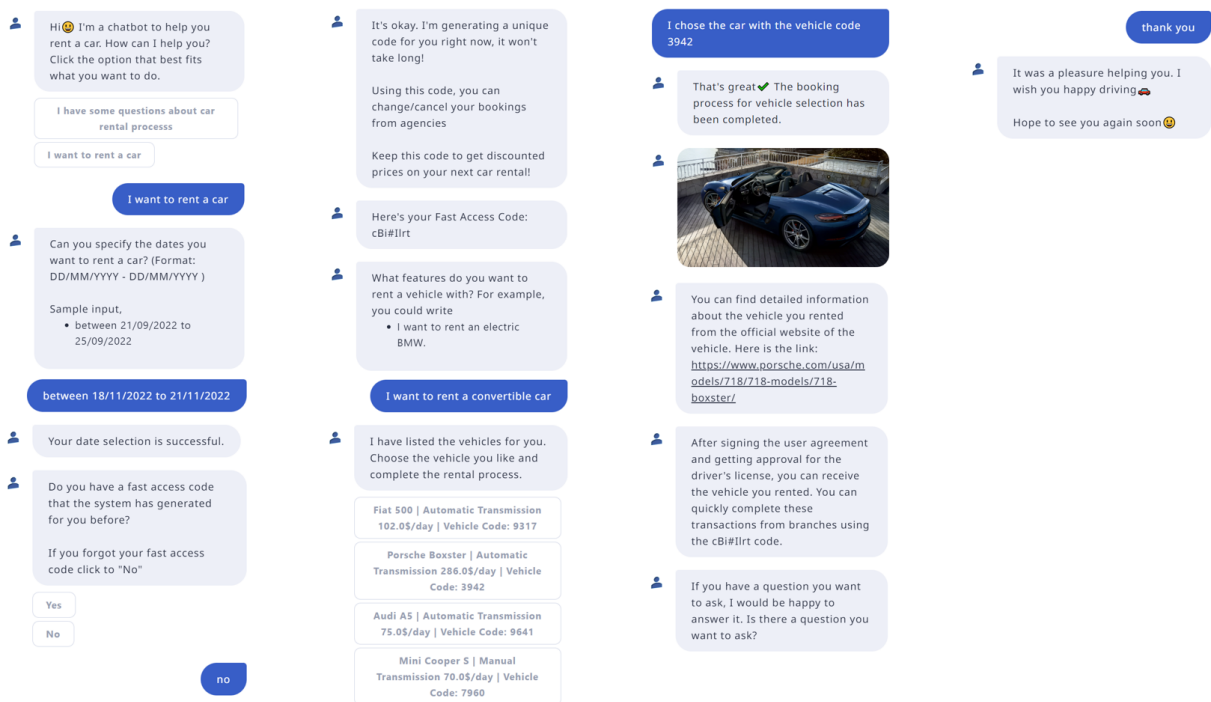 Hi😃 I'm a chatbot to help you
rent a car. How can I help you?
Click the option that best fits
what you want to do.
I have some questions about car
rental processs
I want to rent a car
I want to rent a car
Can you specify the dates you
want to rent a car? (Format:
DD/MM/YYYY - DD/MM/YYYY )
Sample input,
• between 21/09/2022 to
25/09/2022
between 18/11/2022 to 21/11/2022
Your date selection is successful.
Do you have a fast access code
that the system has generated
for you before?
If you forgot your fast access
code click to "No"
Yes
No
no
It's okay. I'm generating a unique
code for you right now, it won't
take long!
Using this code, you can
change/cancel your bookings
from agencies
Keep this code to get discounted
prices on your next car rental!
Here's your Fast Access Code:
cBi#Ilrt
What features do you want to
rent a vehicle with? For example,
you could write
• I want to rent an electric
BMW.
I want to rent a convertible car
I have listed the vehicles for you.
Choose the vehicle you like and
complete the rental process.
Fiat 500 | Automatic Transmission
102.0$/day | Vehicle Code: 9317
Porsche Boxster | Automatic
Transmission 286.0$/day | Vehicle
Code: 3942
Audi A5 | Automatic Transmission
75.0$/day | Vehicle Code: 9641
Mini Cooper S | Manual
Transmission 70.0$/day | Vehicle
Code: 7960
I chose the car with the vehicle code
3942
That's great✔ The booking
process for vehicle selection has
been completed.
You can find detailed information
about the vehicle you rented
from the official website of the
vehicle. Here is the link:
https://www.porsche.com/usa/m
odels/718/718-models/718-
boxster/
After signing the user agreement
and getting approval for the
driver's license, you can receive
the vehicle you rented. You can
quickly complete these
transactions from branches using
the cBi#Ilrt code.
If you have a question you want
to ask, I would be happy to
answer it. Is there a question you
want to ask?
thank you
It was a pleasure helping you. I
wish you happy driving🚗
Hope to see you again soon😃